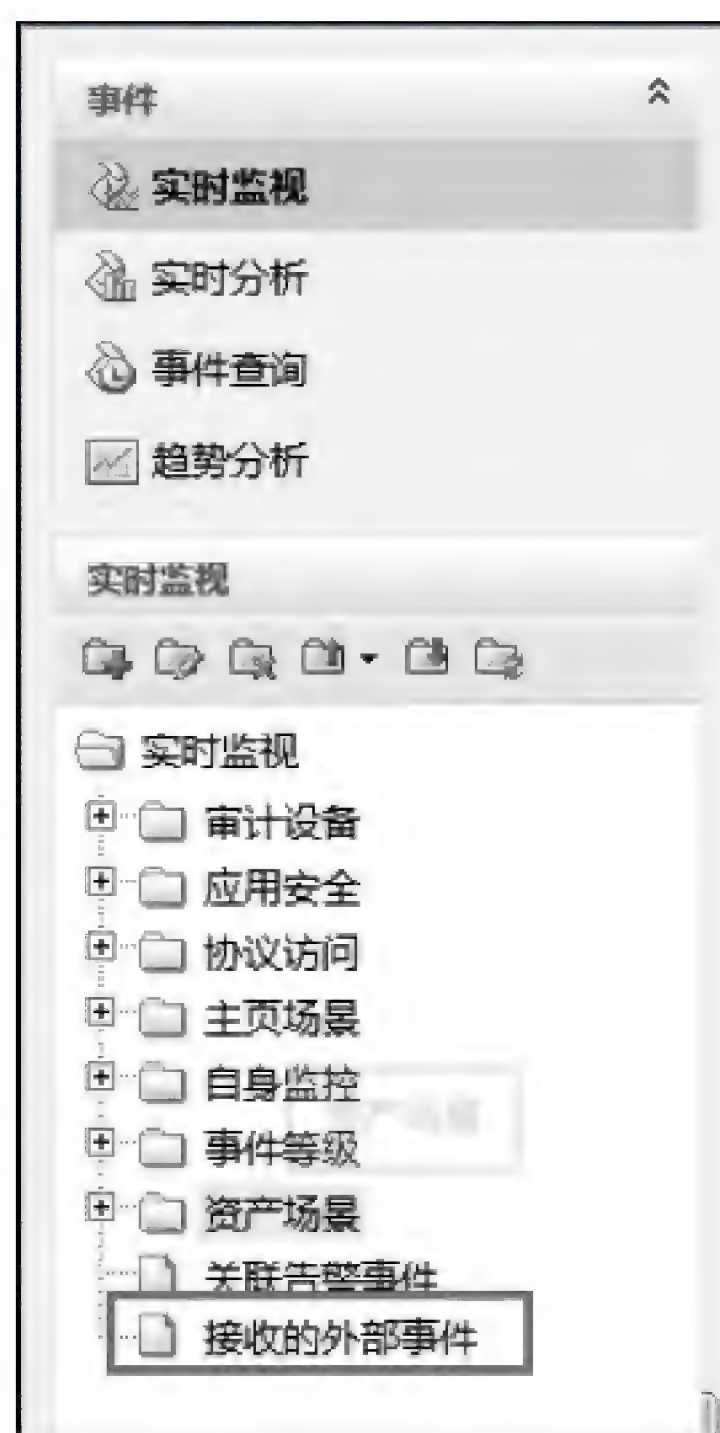 事件
实时监视
实时分析
事件查询
趋势分析
实时监视
实时监视
审计设备
应用安全
协议访问
主页场景
自身监控
事件等级
资产场景
关联告警事件
接收的外部事件